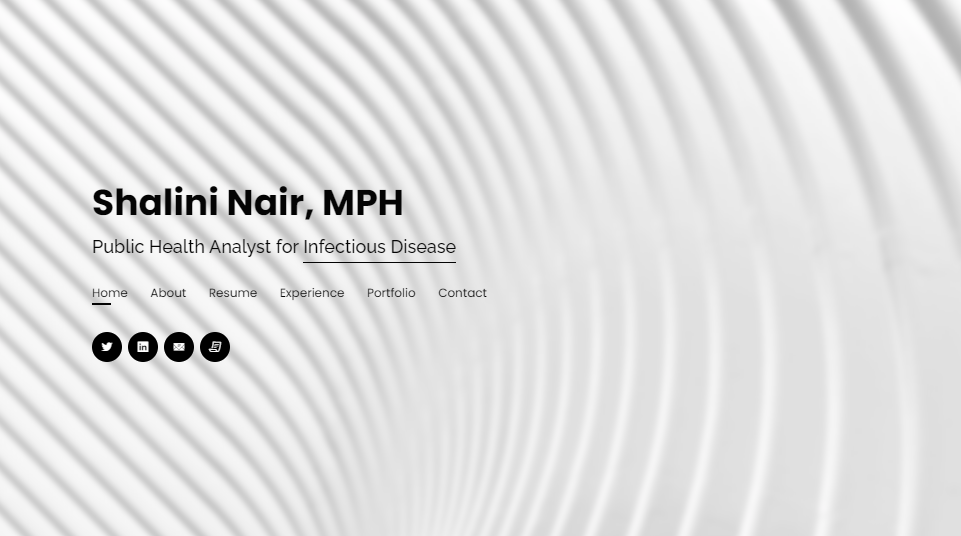 Shalini Nair, MPH
Public Health Analyst for Infectious Disease
Home About Resume Experience Portfolio Contact